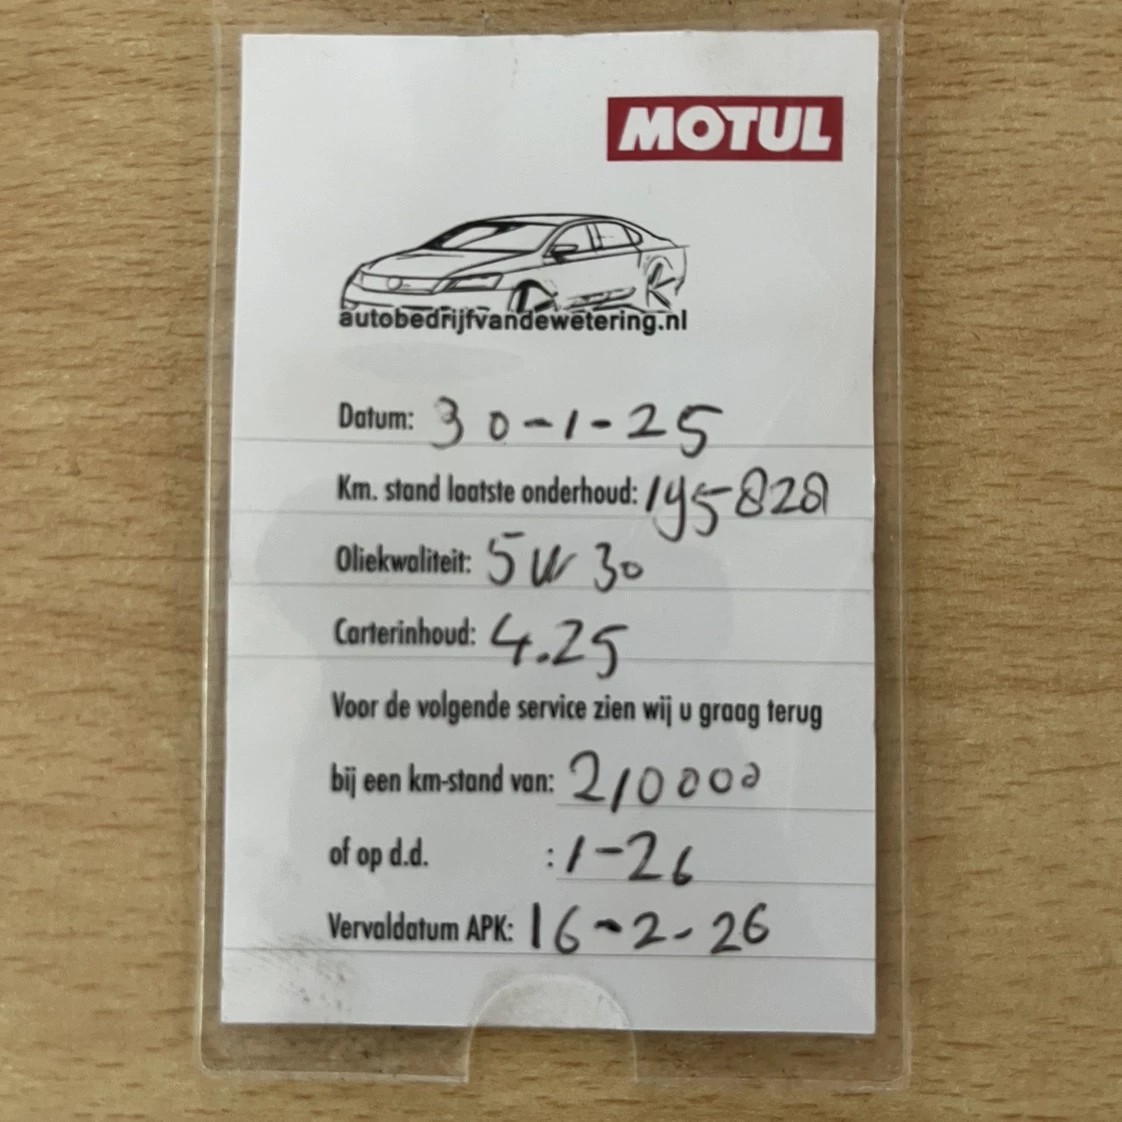 MOTUL
autobedrijfvandewetering.nl
Datum: 30-1-25
Km. stand laatste onderhoud: 195828
Oliekwaliteit: 5W30
Carterinhoud: 4.25
Voor de volgende service zien wij u graag terug
bij een km-stand van: 210000
of op d.d. : 1-26
Vervaldatum APK: 16-2-26